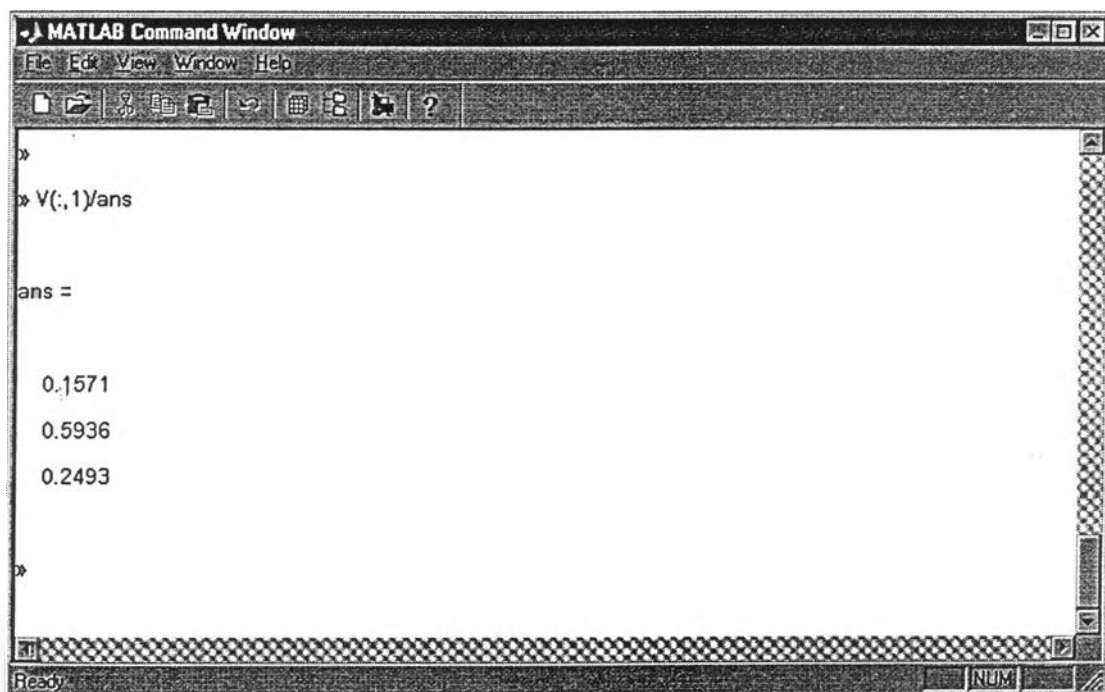 MATLAB Command Window
File Edit View Window Help
?
»
» V(:,1)/ans
ans =
0.1571
0.5936
0.2493
»
Ready
NUM